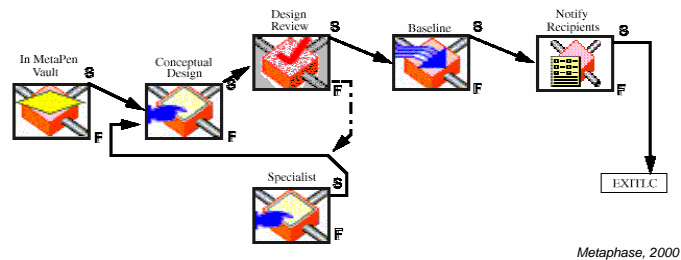 In MetaPen
Vault
S
F
Conceptual
Design
S
F
Design
Review
S
F
Baseline
S
F
Notify
Recipients
S
F
Specialist
S
F
EXITLC
Metaphase, 2000